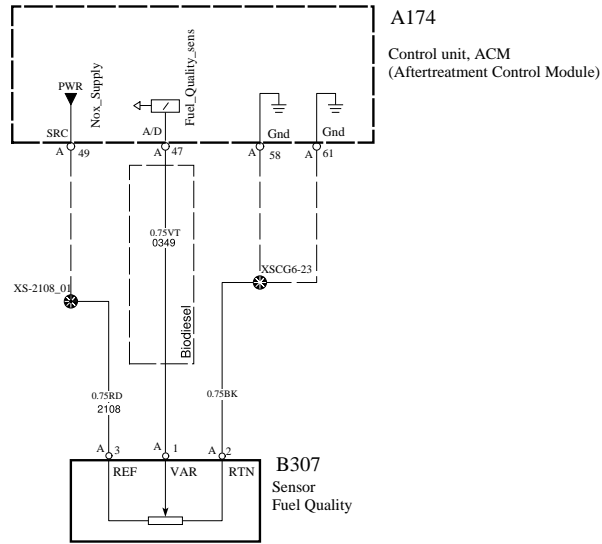 A174
Control unit, ACM
(Aftertreatment Control Module)
PWR
Nox_Supply
Fuel_Quality_sens
SRC
A/D
Gnd
Gnd
A 49
A 47
A 58
A 61
0.75VT
0349
XS-2108_01
XSCG6-23
Biodiesel
0.75RD
2108
0.75BK
A 3
A 1
A 2
REF
VAR
RTN
B307
Sensor
Fuel Quality